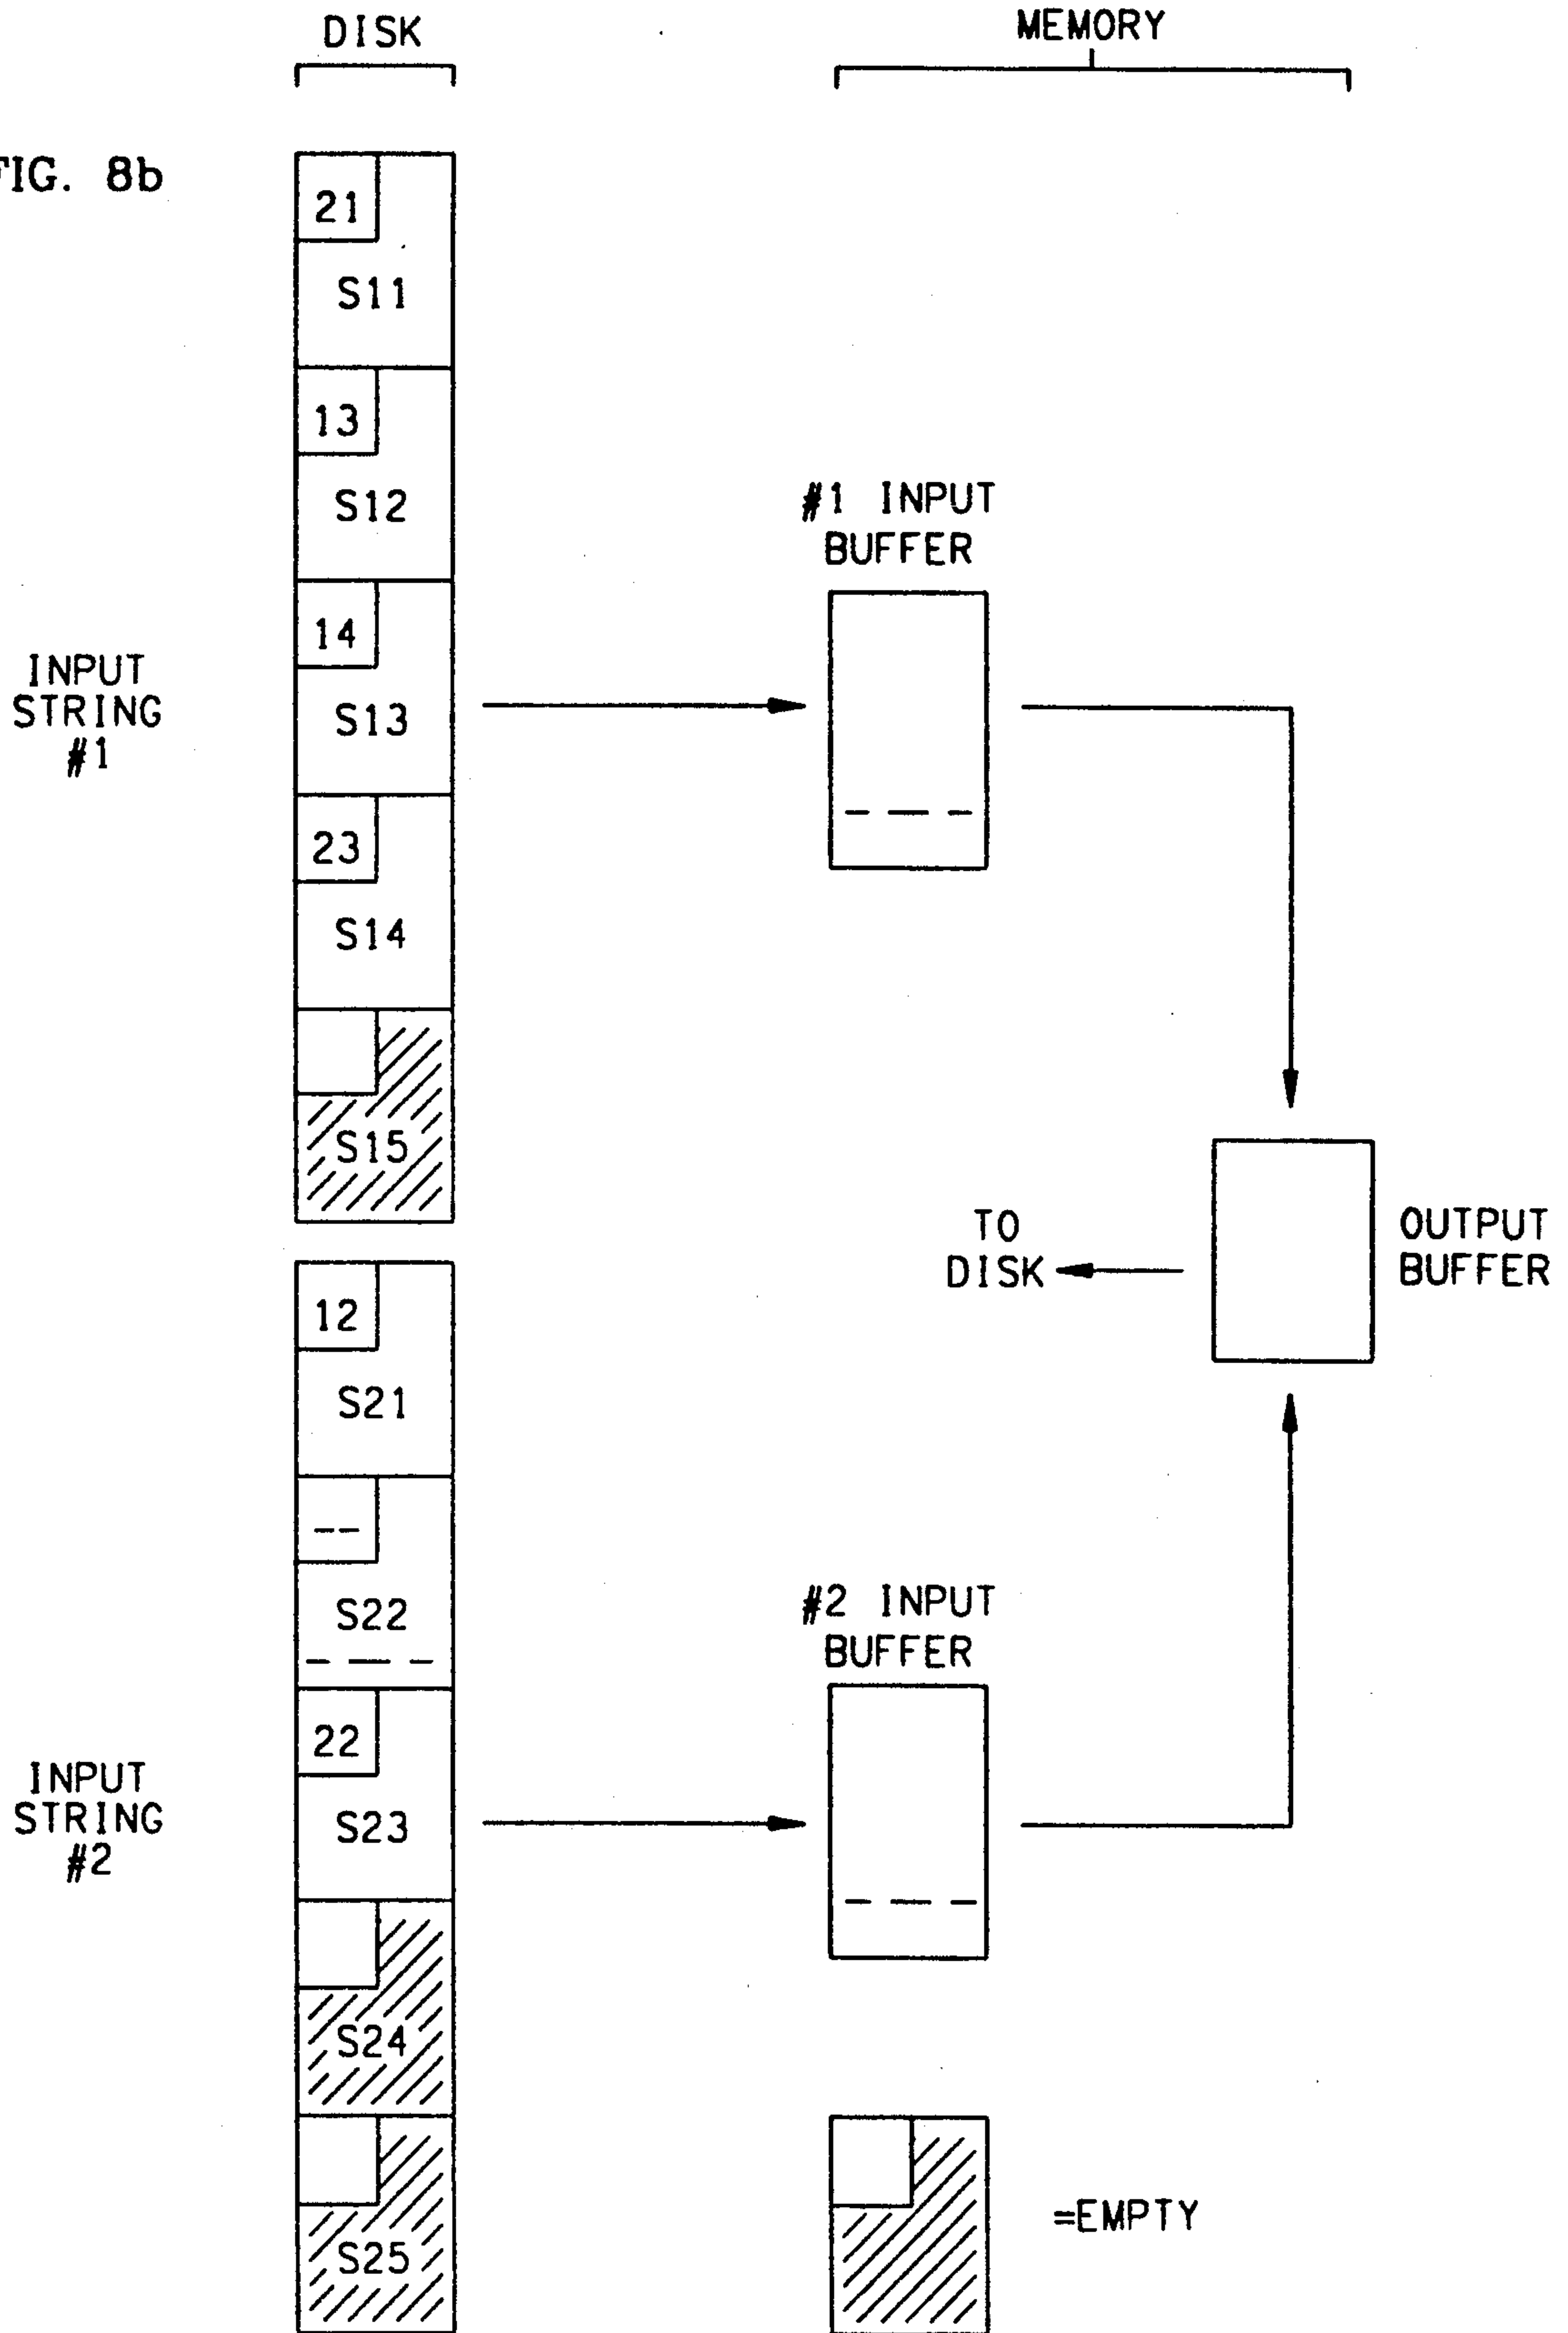 DISK
MEMORY
FIG. 8b
21
S11
13
S12
#1 INPUT
BUFFER
14
S13
INPUT
STRING
#1
23
S14
S15
TO
DISK
OUTPUT
BUFFER
12
S21
--
S22
#2 INPUT
BUFFER
22
S23
INPUT
STRING
#2
S24
S25
=EMPTY